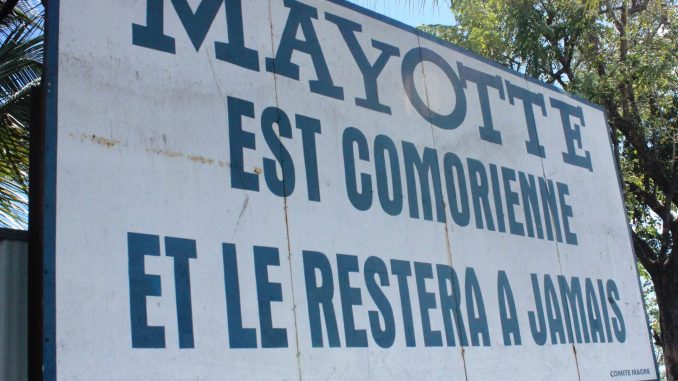 MAYOTTE
EST COMORIENNE
ET LE RESTERA A JAMAIS
COMITE MAORE